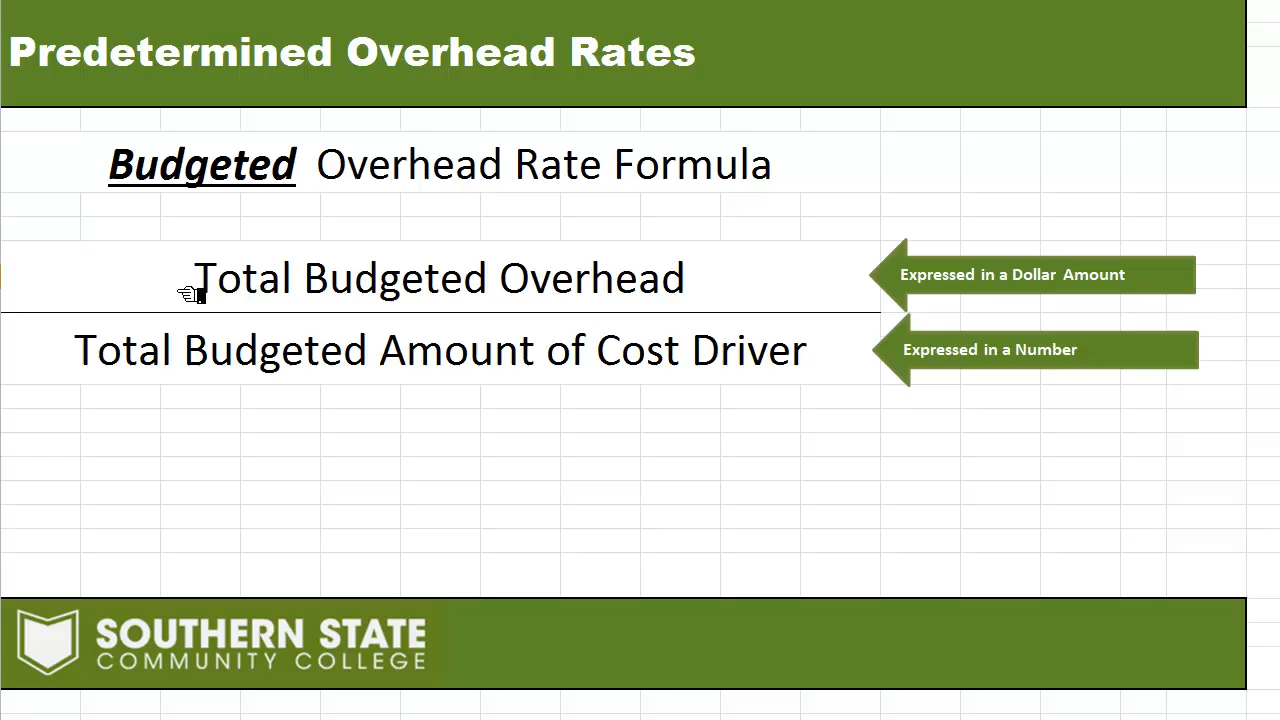 Predetermined Overhead Rates
Budgeted Overhead Rate Formula
Total Budgeted Overhead
Expressed in a Dollar Amount
Total Budgeted Amount of Cost Driver
Expressed in a Number
SOUTHERN STATE
COMMUNITY COLLEGE